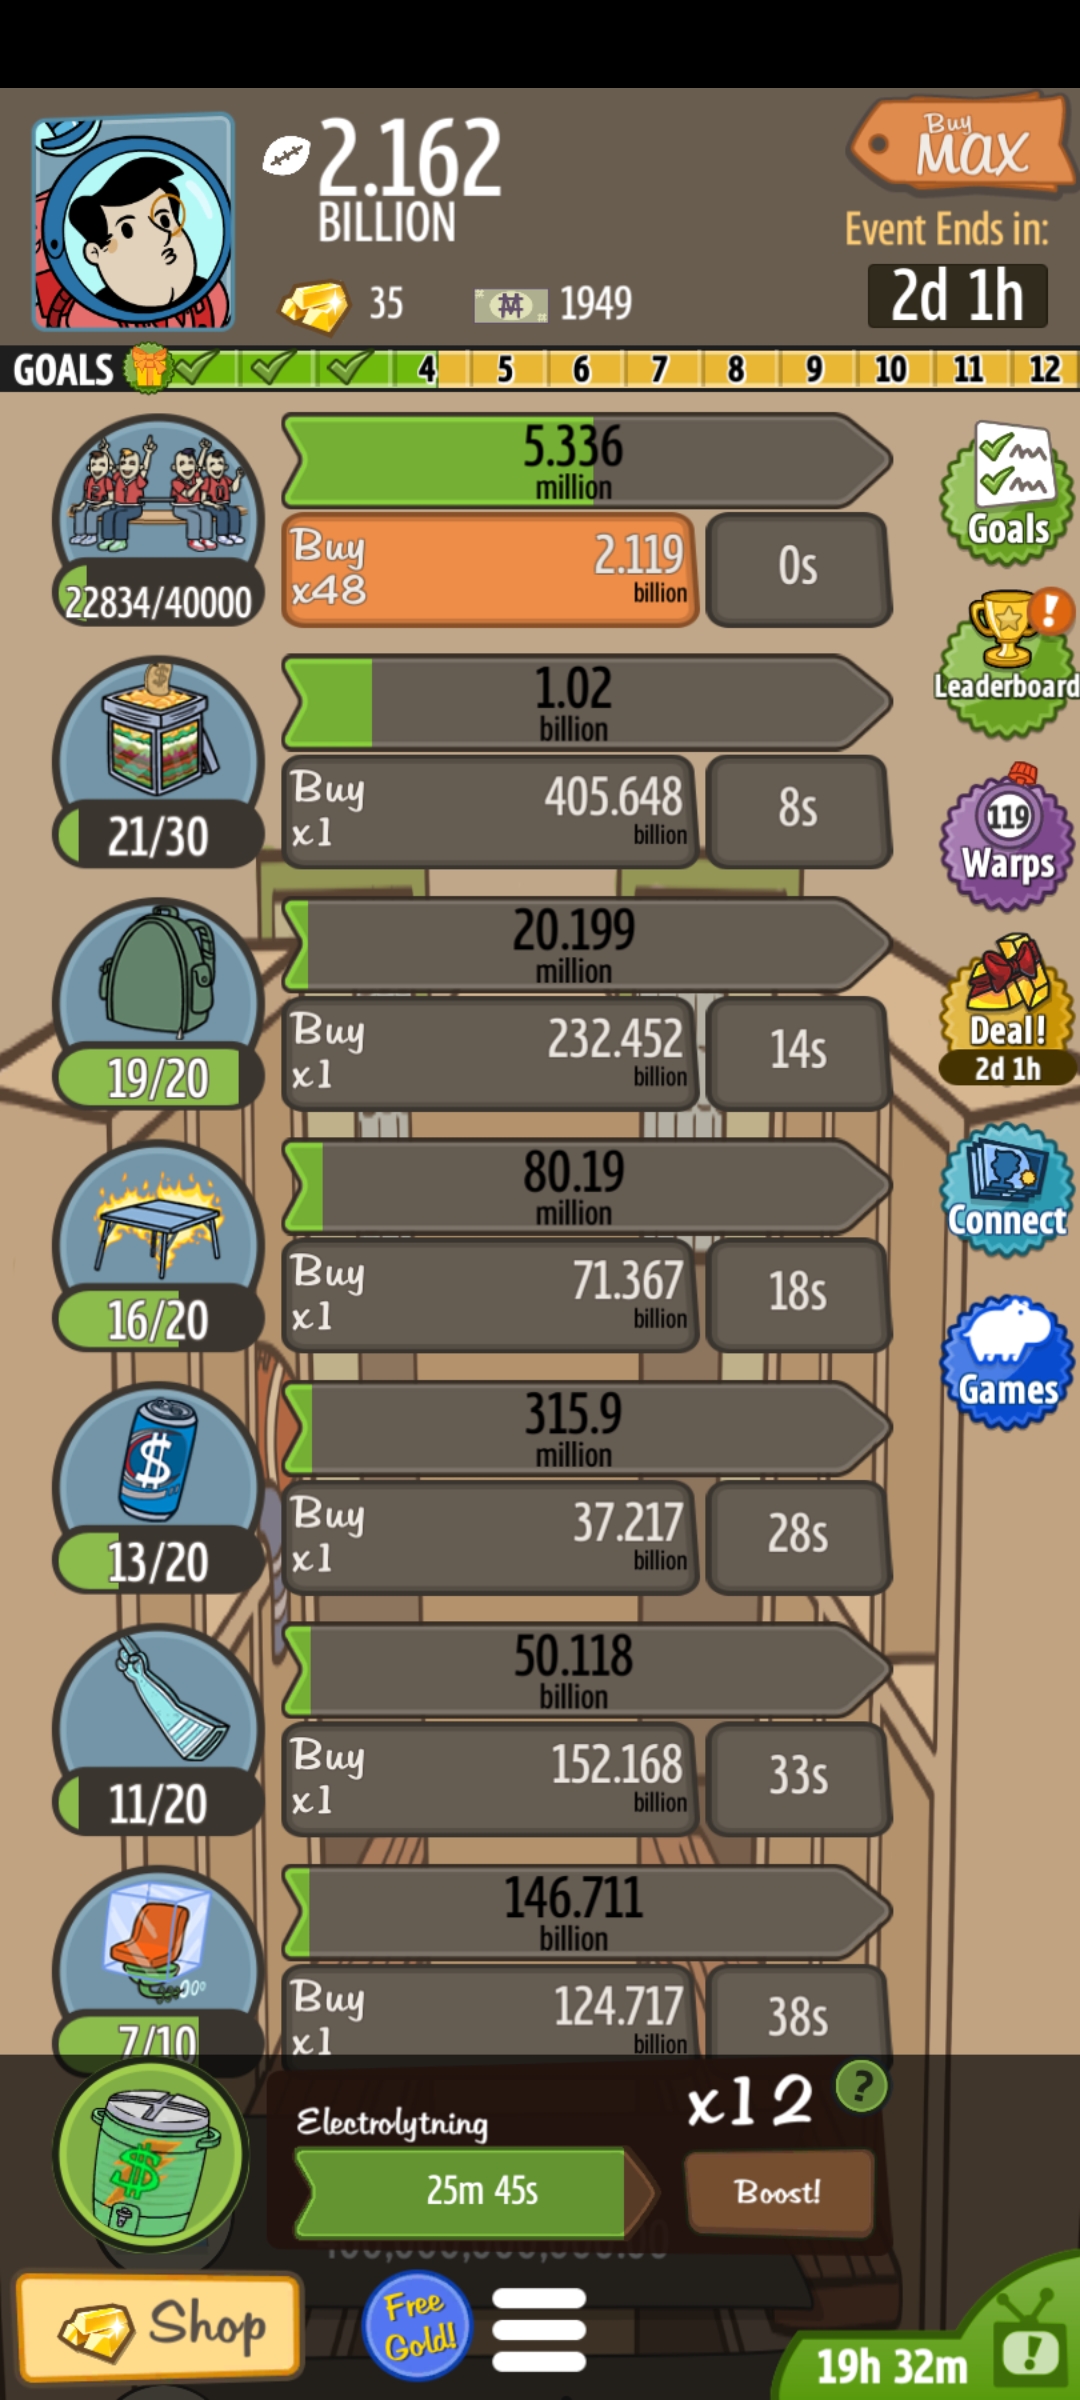 2.162
BILLION
Buy
MAX
Event Ends in:
2d 1h
35
1949
GOALS
4
5
6
7
8
9
10
11
12
5.336
million
22834/40000
Buy
x48
2.119
billion
0s
Goals
1.02
billion
21/30
Buy
x1
405.648
billion
8s
Leaderboard
20.199
million
19/20
Buy
x1
232.452
billion
14s
119
Warps
80.19
million
16/20
Buy
x1
71.367
billion
18s
Deal!
2d 1h
315.9
million
13/20
Buy
x1
37.217
billion
28s
Connect
50.118
billion
11/20
Buy
x1
152.168
billion
33s
Games
146.711
billion
7/10
Buy
x1
124.717
billion
38s
Electrolytning
x12
?
25m 45s
Boost!
Shop
Free
Gold!
19h 32m